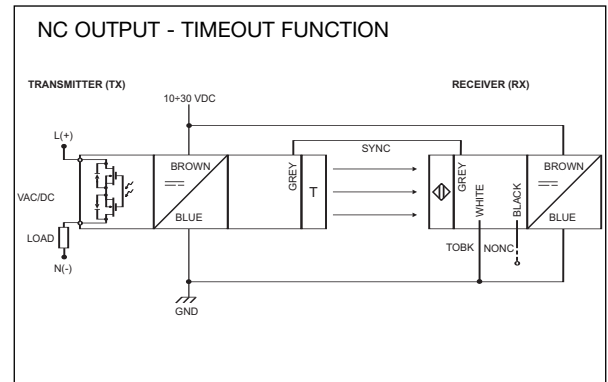 NC OUTPUT - TIMEOUT FUNCTION
TRANSMITTER (TX)
RECEIVER (RX)
10÷30 VDC
L(+)
SYNC
VAC/DC
BROWN
BLUE
GREY
T
GREY
WHITE
BLACK
BROWN
BLUE
LOAD
N(-)
TOBK
NONC
GND